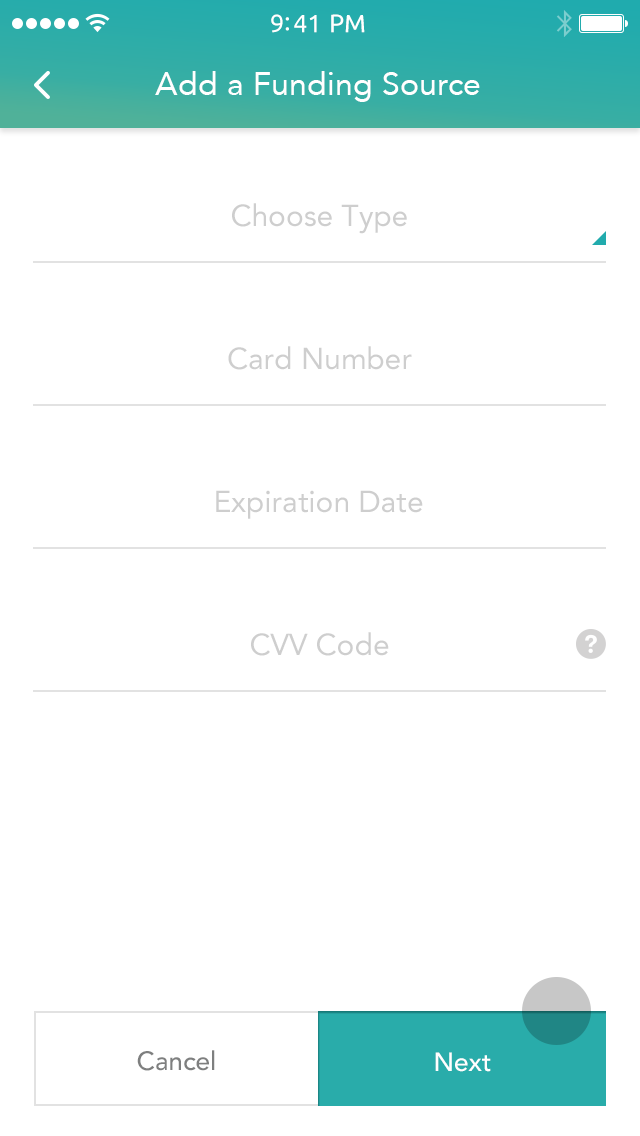 9:41 PM
Add a Funding Source
Choose Type
Card Number
Expiration Date
CVV Code
?
Cancel
Next